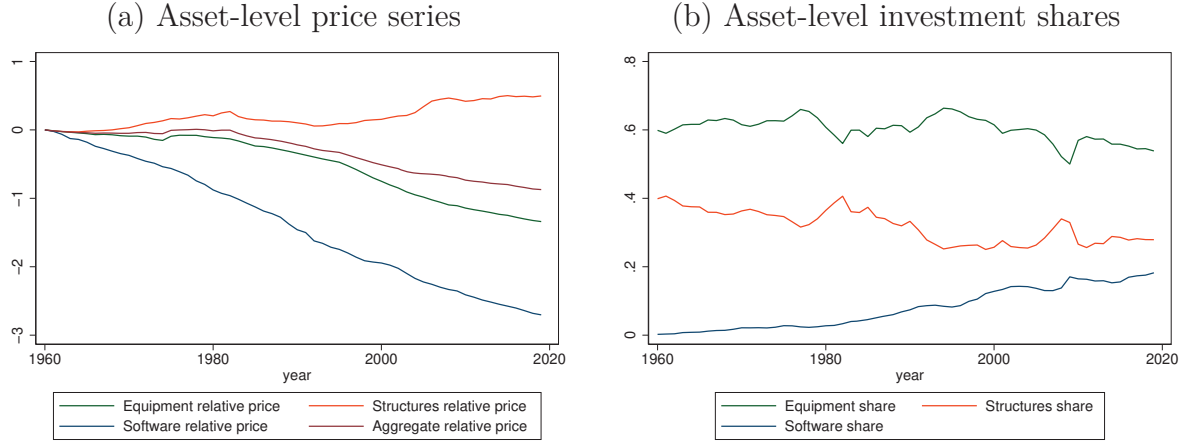 (a) Asset-level price series
1
0
-1
-2
-3
1960 1980 2000 2020
year
Equipment relative price Structures relative price
Software relative price Aggregate relative price
(b) Asset-level investment shares
.8
.6
.4
.2
0
1960 1980 2000 2020
year
Equipment share Structures share
Software share